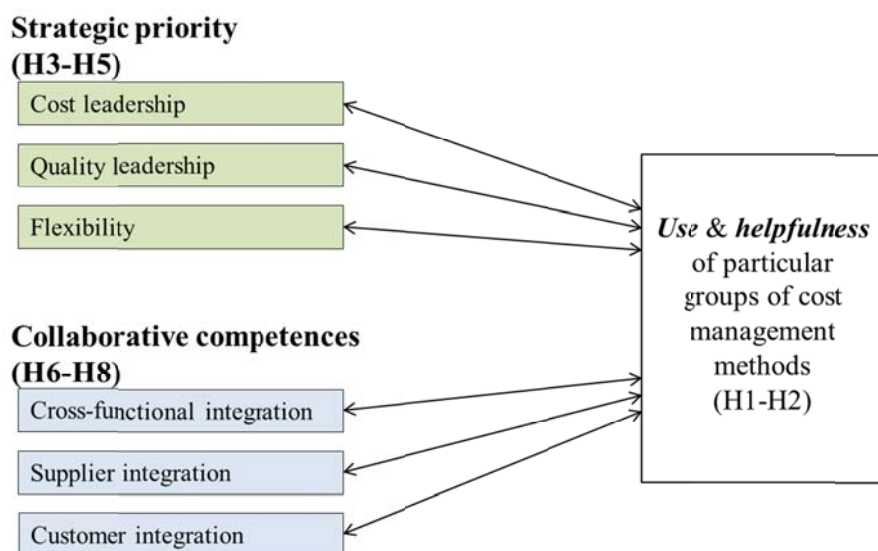 Strategic priority
(H3-H5)
Cost leadership
Quality leadership
Flexibility
Collaborative competences
(H6-H8)
Cross-functional integration
Supplier integration
Customer integration
Use & helpfulness
of particular
groups of cost
management
methods
(H1-H2)